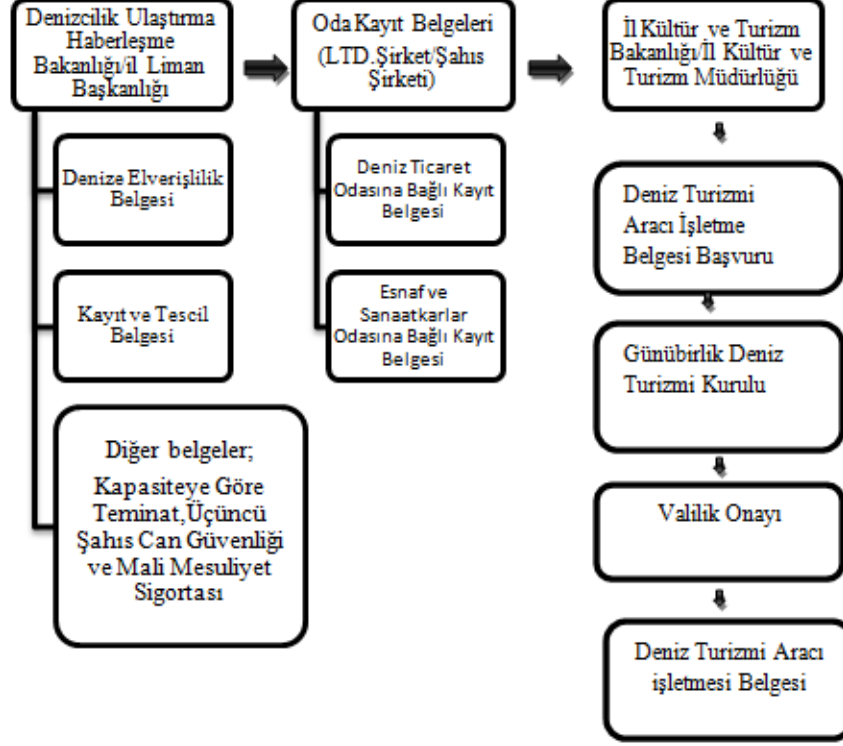 Denizcilik Ulaştırma
Haberleşme
Bakanlığı/il Liman
Başkanlığı
Denize Elverişlilik
Belgesi
Kayıt ve Tescil
Belgesi
Diğer belgeler;
Kapasiteye Göre
Teminat,Üçüncü
Şahıs Can Güvenliği
ve Mali Mesuliyet
Sigortası
Oda Kayıt Belgeleri
(LTD.Şirket/Şahıs
Şirketi)
Deniz Ticaret
Odasına Bağlı Kayıt
Belgesi
Esnaf ve
Sanaatkarlar
Odasına Bağlı Kayıt
Belgesi
İl Kültür ve Turizm
Bakanlığı/İl Kültür ve
Turizm Müdürlüğü
Deniz Turizmi
Aracı İşletme
Belgesi Başvuru
Günübirlik Deniz
Turizmi Kurulu
Valilik Onayı
Deniz Turizmi Aracı
işletmesi Belgesi